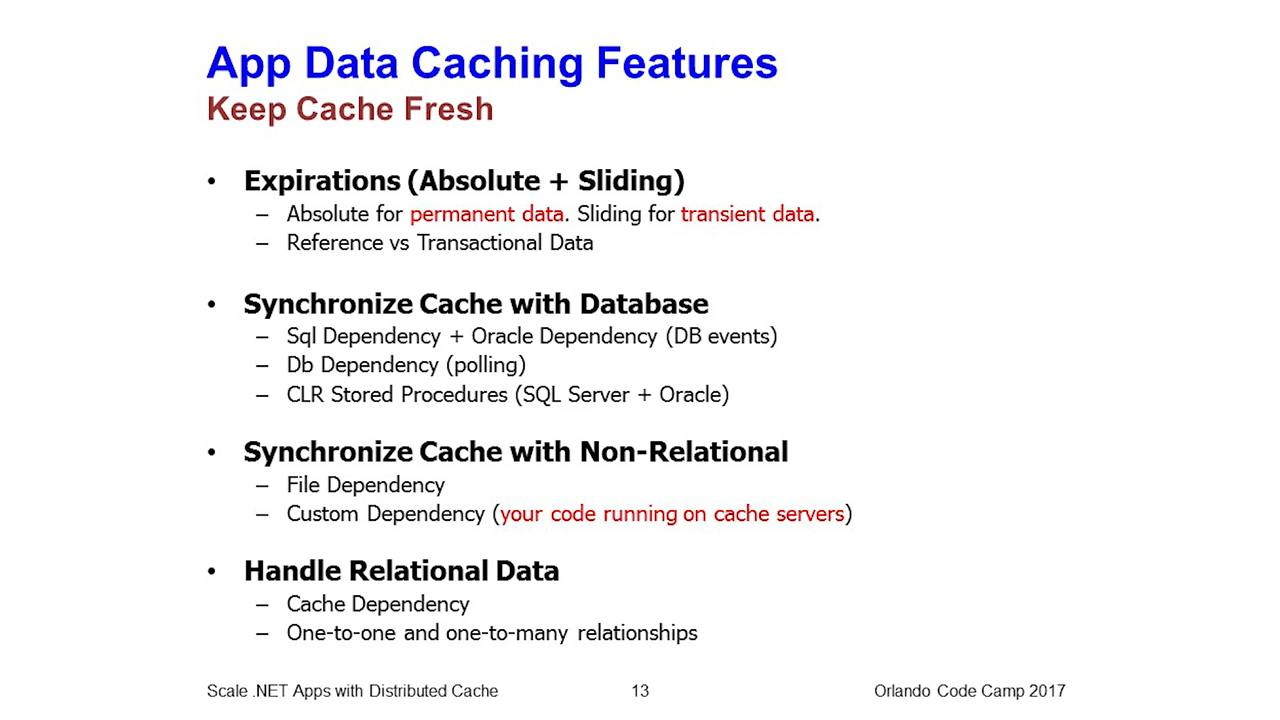 App Data Caching Features
Keep Cache Fresh
• Expirations (Absolute + Sliding)
– Absolute for permanent data. Sliding for transient data.
– Reference vs Transactional Data
• Synchronize Cache with Database
– Sql Dependency + Oracle Dependency (DB events)
– Db Dependency (polling)
– CLR Stored Procedures (SQL Server + Oracle)
• Synchronize Cache with Non-Relational
– File Dependency
– Custom Dependency (your code running on cache servers)
• Handle Relational Data
– Cache Dependency
– One-to-one and one-to-many relationships
Scale .NET Apps with Distributed Cache 13 Orlando Code Camp 2017